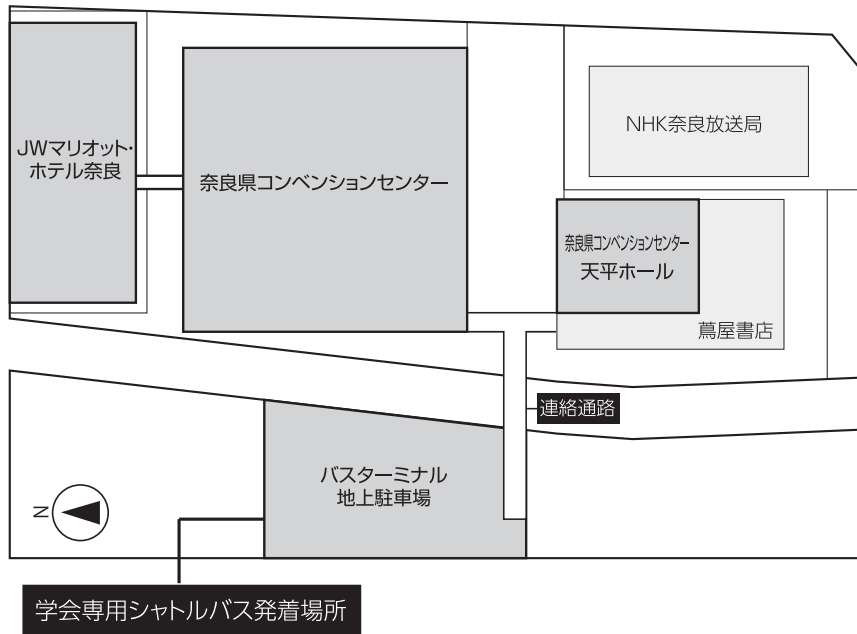 JWマリオット・
ホテル奈良
奈良県コンベンションセンター
NHK奈良放送局
奈良県コンベンションセンター
天平ホール
蔦屋書店
連絡通路
バスターミナル
地上駐車場
N
学会専用シャトルバス発着場所